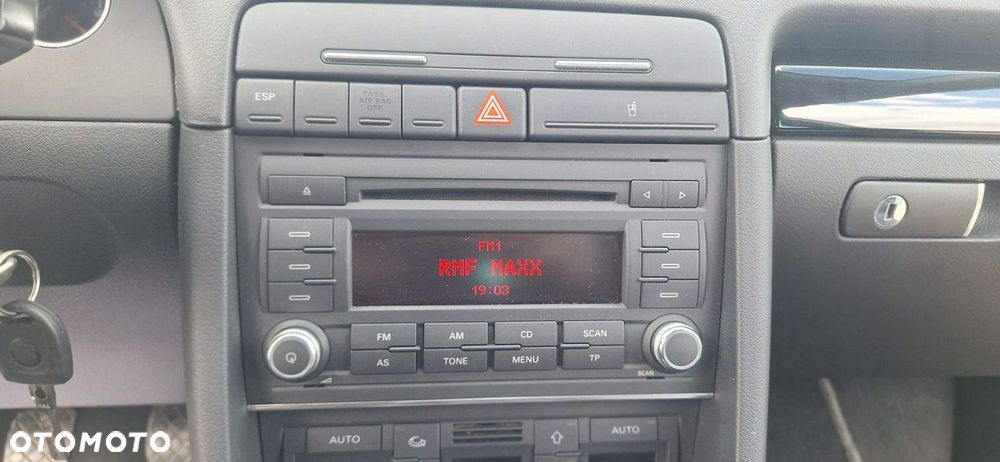 ESP
PASS.
AIR BAG
OFF
FM1
RMF MAXX
19:03
FM
AM
CD
SCAN
AS
TONE
MENU
TP
SCAN
AUTO
AUTO
OTOMOTO